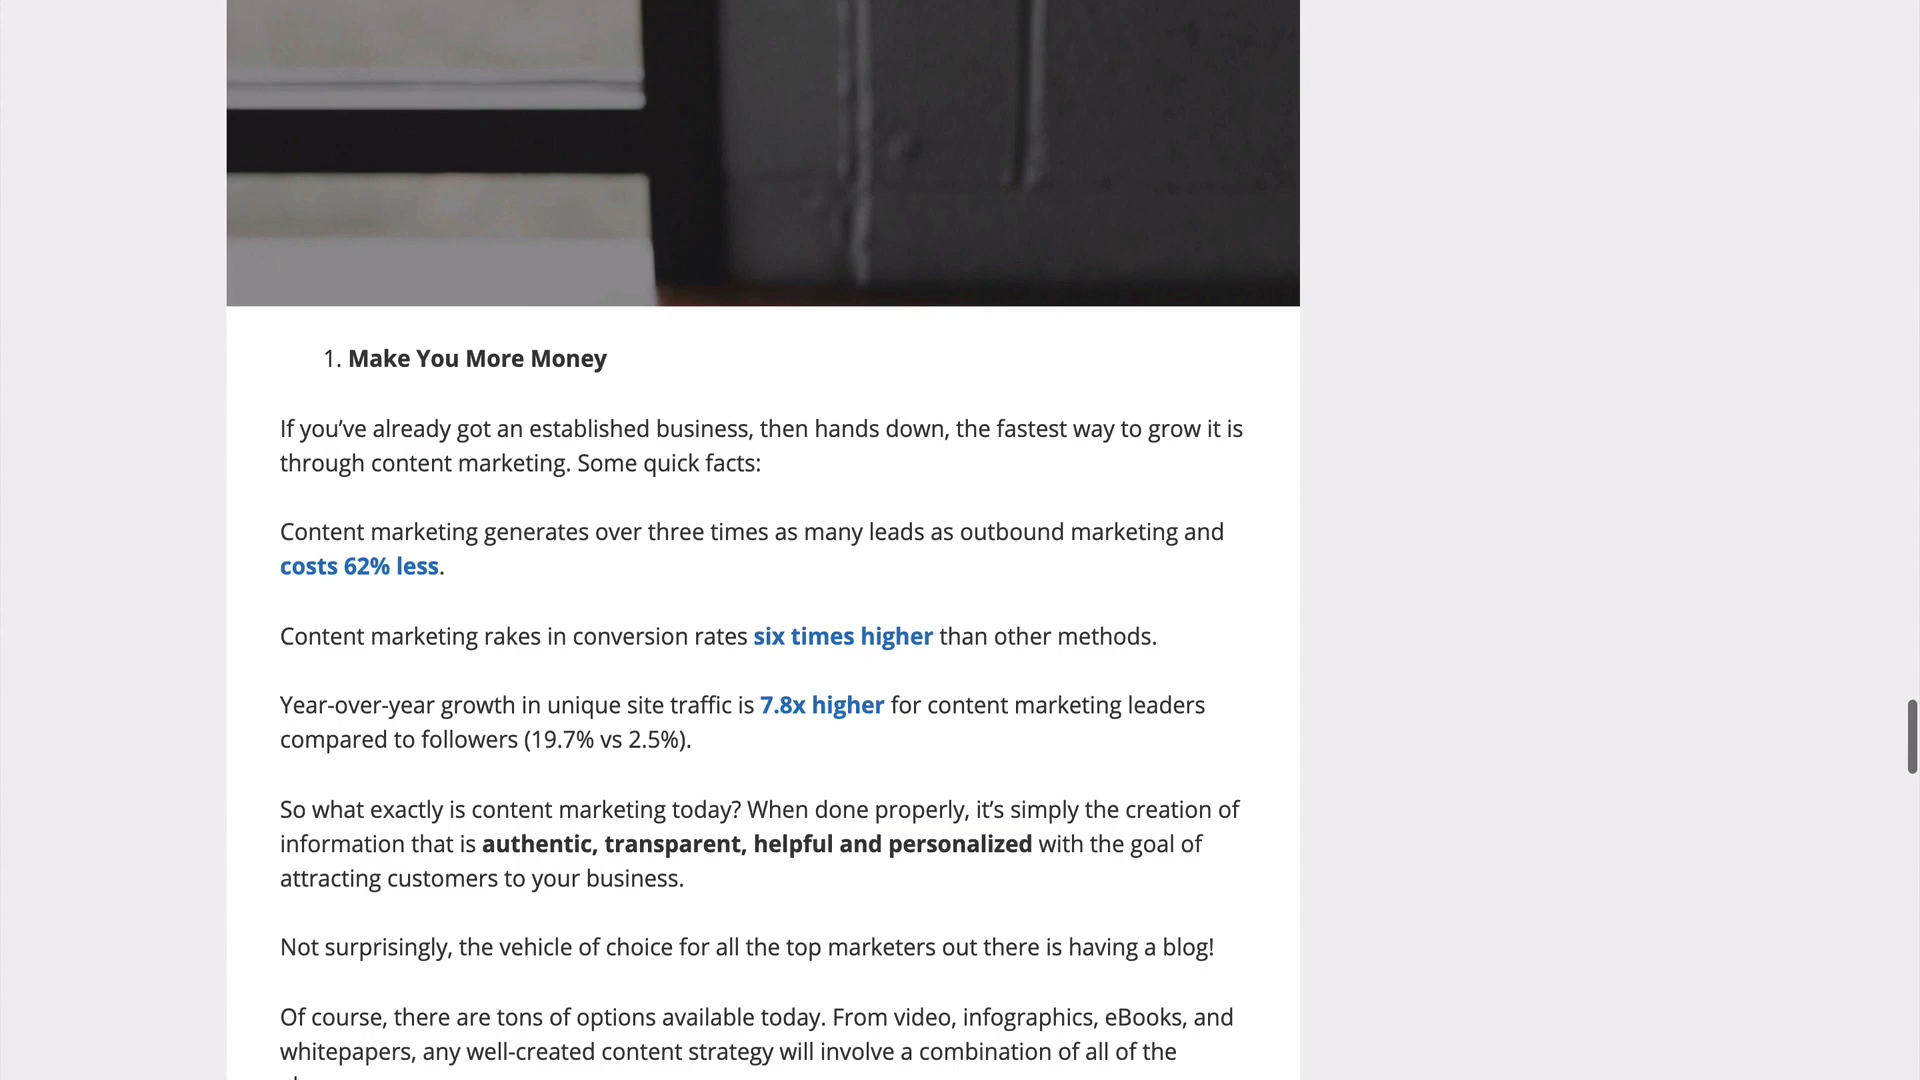 1. Make You More Money
If you’ve already got an established business, then hands down, the fastest way to grow it is
through content marketing. Some quick facts:
Content marketing generates over three times as many leads as outbound marketing and
costs 62% less.
Content marketing rakes in conversion rates six times higher than other methods.
Year-over-year growth in unique site traffic is 7.8x higher for content marketing leaders
compared to followers (19.7% vs 2.5%).
So what exactly is content marketing today? When done properly, it’s simply the creation of
information that is authentic, transparent, helpful and personalized with the goal of
attracting customers to your business.
Not surprisingly, the vehicle of choice for all the top marketers out there is having a blog!
Of course, there are tons of options available today. From video, infographics, eBooks, and
whitepapers, any well-created content strategy will involve a combination of all of the